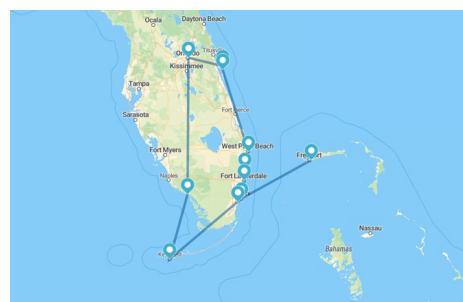 Ocala
Daytona Beach
Titusville
Orlando
Kissimmee
Tampa
Sarasota
Fort Pierce
Fort Myers
West Palm Beach
Naples
Fort Lauderdale
Freeport
Nassau
Bahamas